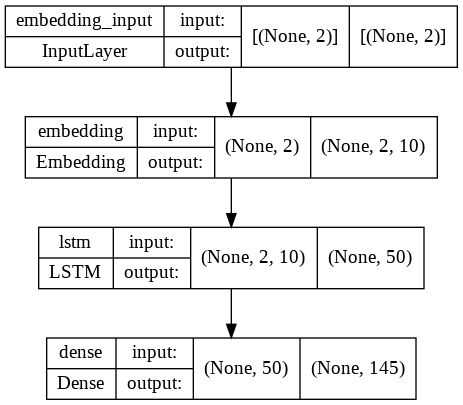 embedding_input input: [(None, 2)] [(None, 2)]
InputLayer output:
embedding input: (None, 2) (None, 2, 10)
Embedding output:
lstm input: (None, 2, 10) (None, 50)
LSTM output:
dense input: (None, 50) (None, 145)
Dense output: